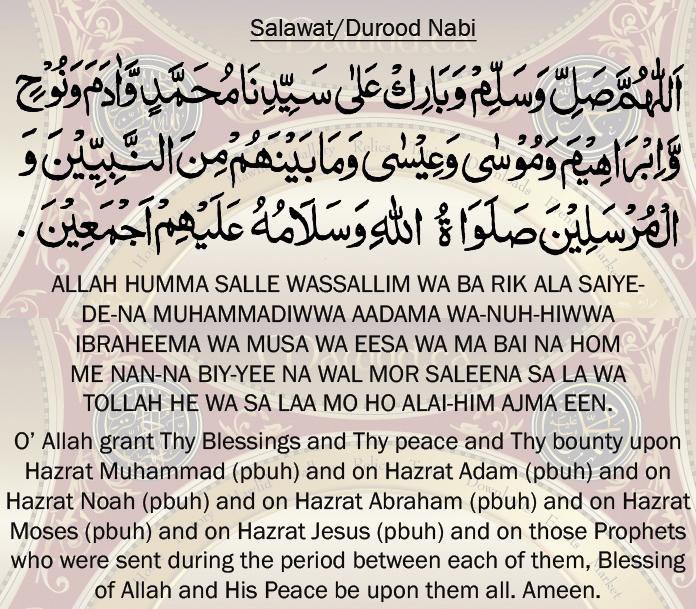 Salawat/Durood Nabi
اَللّٰهُمَّ صَلِّ وَسَلِّمْ وَبَارِكْ عَلٰى سَيِّدِنَا مُحَمَّدٍ وَّاٰدَمَ وَنُوْحٍ
وَّاِبْرَاهِيْمَ وَمُوْسٰى وَعِيْسٰى وَمَا بَيْنَهُمْ مِنَ النَّبِيِّيْنَ وَ
الْمُرْسَلِيْنَ صَلَوَاةُ اللّٰهِ وَسَلَامُهُ عَلَيْهِمْ اَجْمَعِيْنَ .
ALLAH HUMMA SALLE WASSALLIM WA BA RIK ALA SAIYE-
DE-NA MUHAMMADIWWA AADAMA WA-NUH-HIWWA
IBRAHEEMA WA MUSA WA EESA WA MA BAI NA HOM
ME NAN-NA BIY-YEE NA WAL MOR SALEENA SA LA WA
TOLLAH HE WA SA LAA MO HO ALAI-HIM AJMA EEN.
O' Allah grant Thy Blessings and Thy peace and Thy bounty upon
Hazrat Muhammad (pbuh) and on Hazrat Adam (pbuh) and on
Hazrat Noah (pbuh) and on Hazrat Abraham (pbuh) and on Hazrat
Moses (pbuh) and on Hazrat Jesus (pbuh) and on those Prophets
who were sent during the period between each of them, Blessing
of Allah and His Peace be upon them all. Ameen.